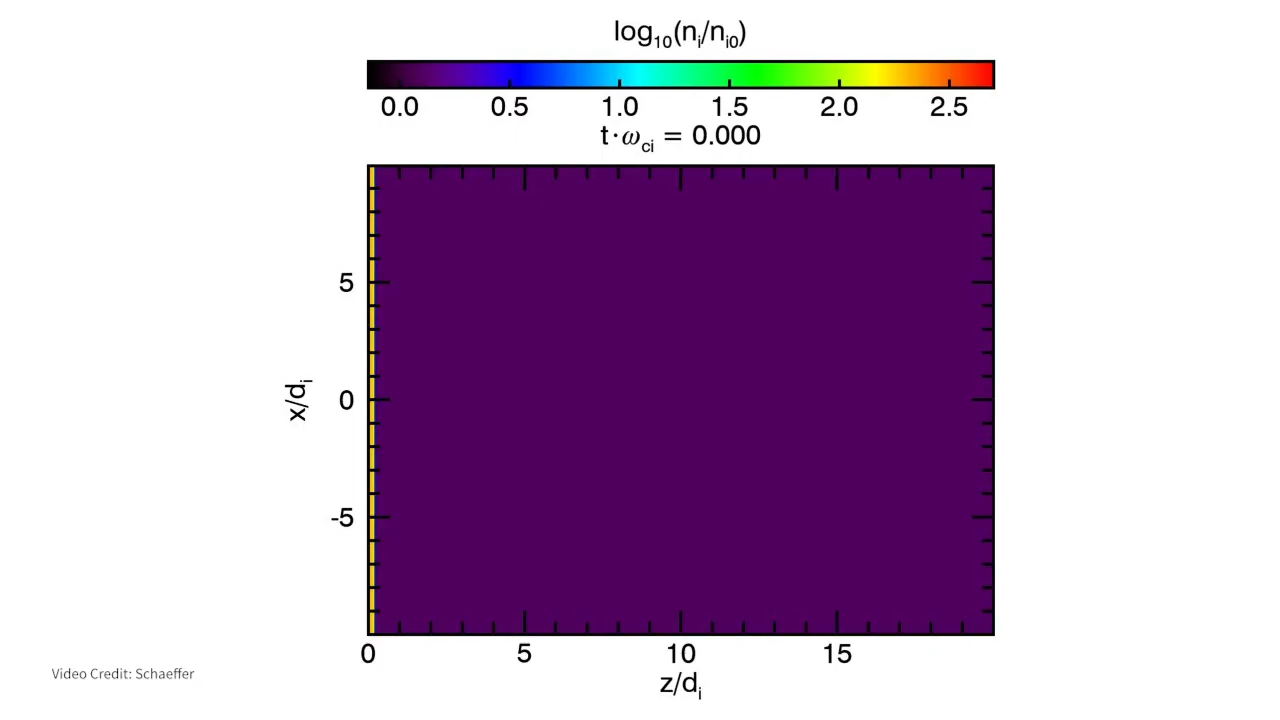 log₁₀(nᵢ/nᵢ₀)
0.0 0.5 1.0 1.5 2.0 2.5
t·ω_ci = 0.000
5
0
-5
x/dᵢ
0 5 10 15
z/dᵢ
Video Credit: Schaeffer